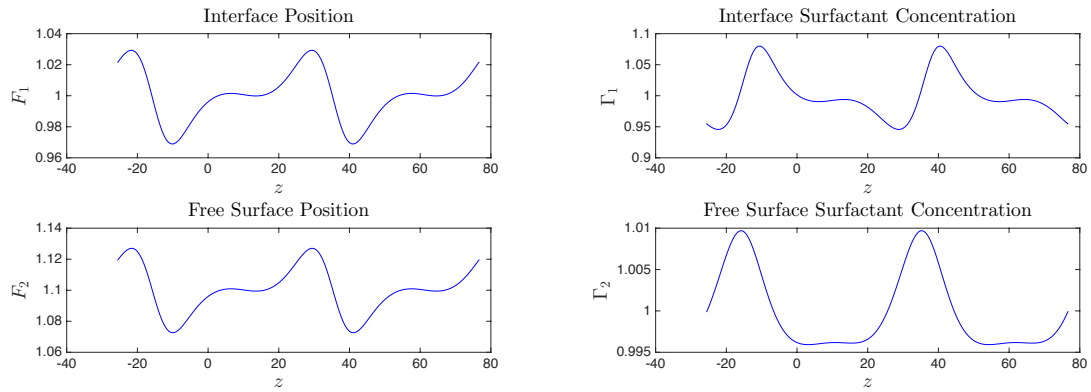 Interface Position
1.04
1.02
1
0.98
0.96
F1
-40 -20 0 20 40 60 80
z
Interface Surfactant Concentration
1.1
1.05
1
0.95
0.9
Γ1
-40 -20 0 20 40 60 80
z
Free Surface Position
1.14
1.12
1.1
1.08
1.06
F2
-40 -20 0 20 40 60 80
z
Free Surface Surfactant Concentration
1.01
1.005
1
0.995
Γ2
-40 -20 0 20 40 60 80
z